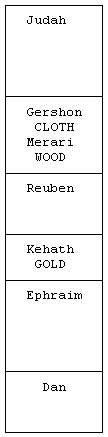 Judah
Gershon
CLOTH
Merari
WOOD
Reuben
Kehath
GOLD
Ephraim
Dan